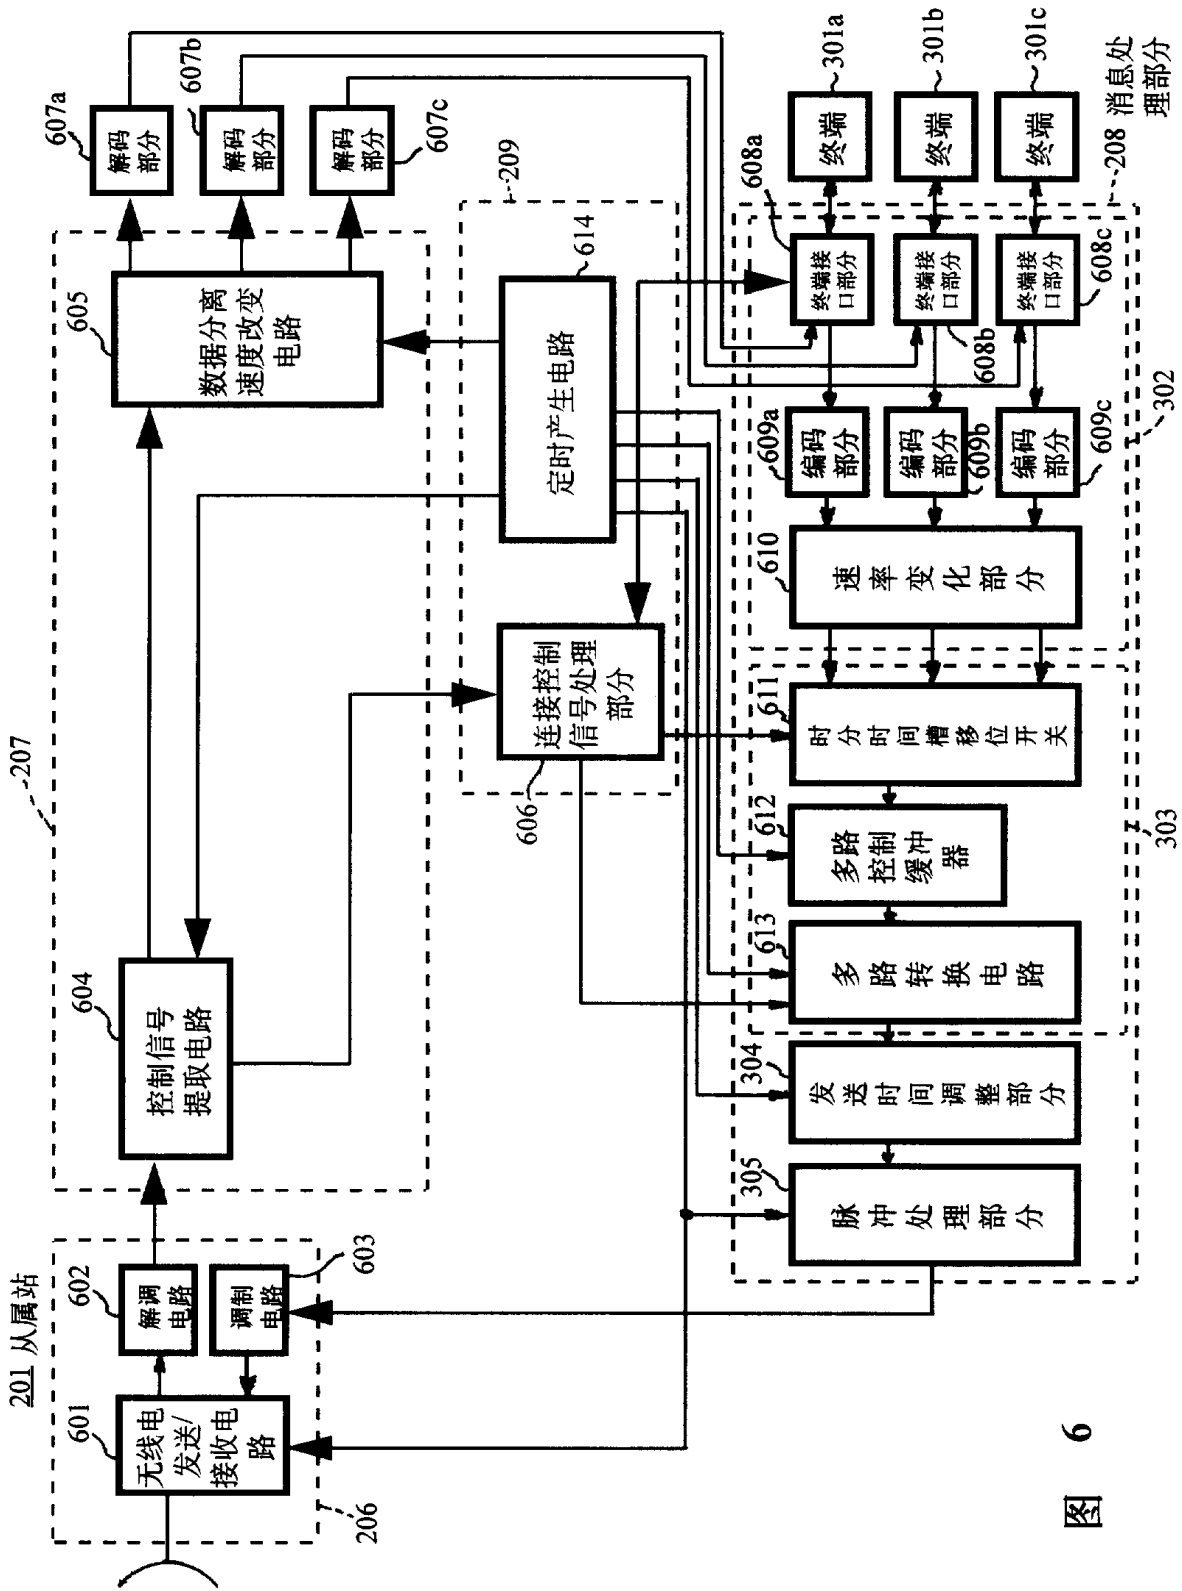 201 从属站
206
601
无线电
发送/
接收电
路
602
解调
电路
603
调制
电路
207
604
控制信号
提取电路
605
数据分离
速度改变
电路
607a
解码
部分
607b
解码
部分
607c
解码
部分
209
606
连接控制
信号处理
部分
614
定时产生电路
208 消息处
理部分
305
脉冲处理部分
304
发送时间调整部分
303
613
多路转换电路
612
多路
控制
缓冲
器
611
时分时间槽移位开关
302
610
速率变化部分
609a
编码
部分
609b
编码
部分
609c
编码
部分
608a
终端接
口部分
608b
终端接
口部分
608c
终端接
口部分
301a
终端
301b
终端
301c
终端
图 6